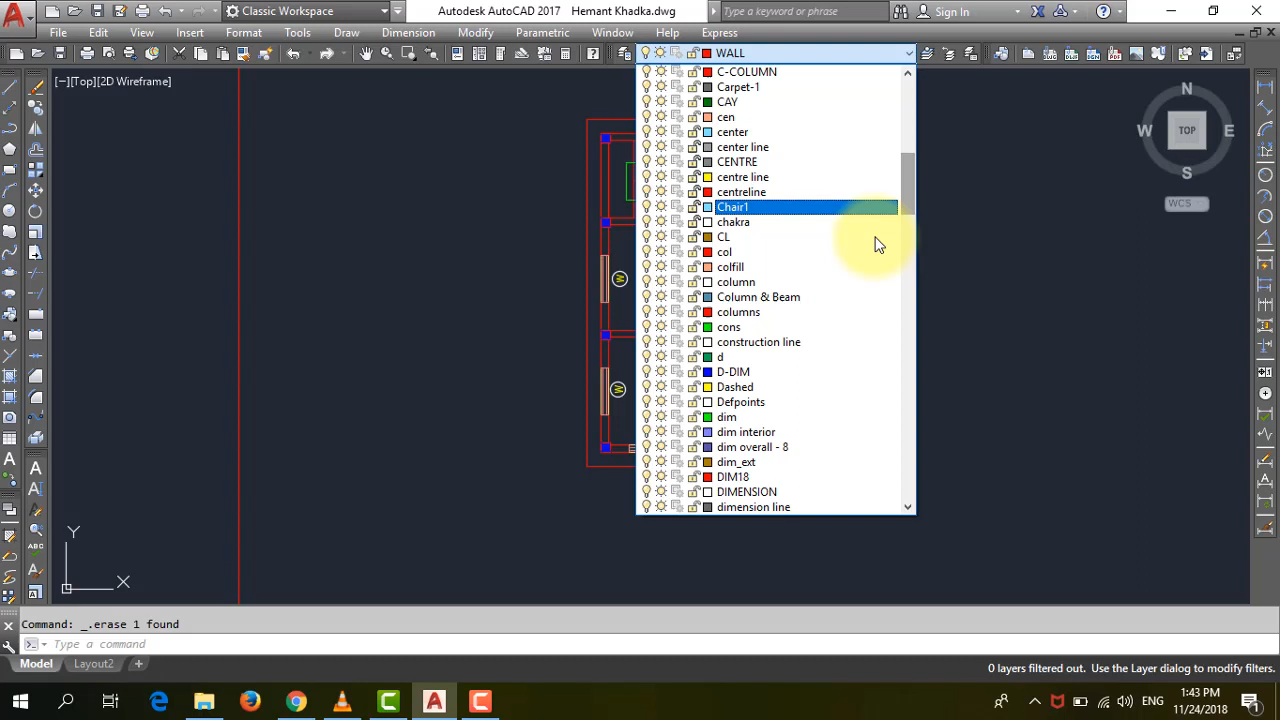 Classic Workspace
Autodesk AutoCAD 2017 Hemant Khadka.dwg
Type a keyword or phrase
Sign In
File Edit View Insert Format Tools Draw Dimension Modify Parametric Window Help Express
WALL
[−][Top][2D Wireframe]
C-COLUMN
Carpet-1
CAY
cen
center
center line
CENTRE
centre line
centreline
Chair1
chakra
CL
col
colfill
column
Column & Beam
columns
cons
construction line
d
D-DIM
Dashed
Defpoints
dim
dim interior
dim overall - 8
dim_ext
DIM18
DIMENSION
dimension line
N
W TOP E
S
WCS
W
W
Y
X
Command: _.erase 1 found
Type a command
Model Layout2 +
0 layers filtered out. Use the Layer dialog to modify filters.
ENG
1:43 PM
11/24/2018